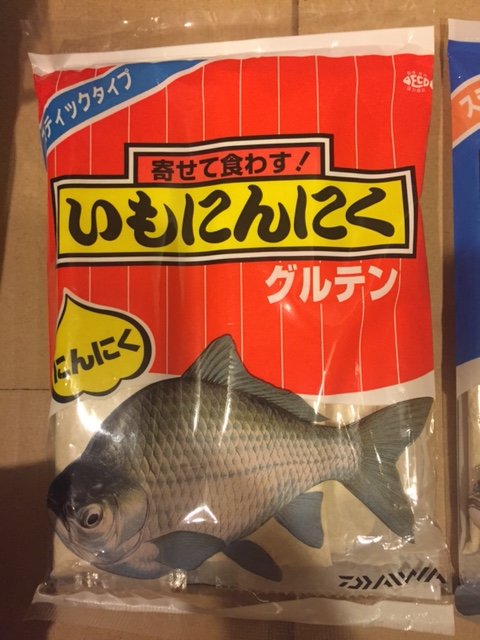 スティックタイプ
寄せて食わす!
いもにんにく
グルテン
にんにく
DAIWA